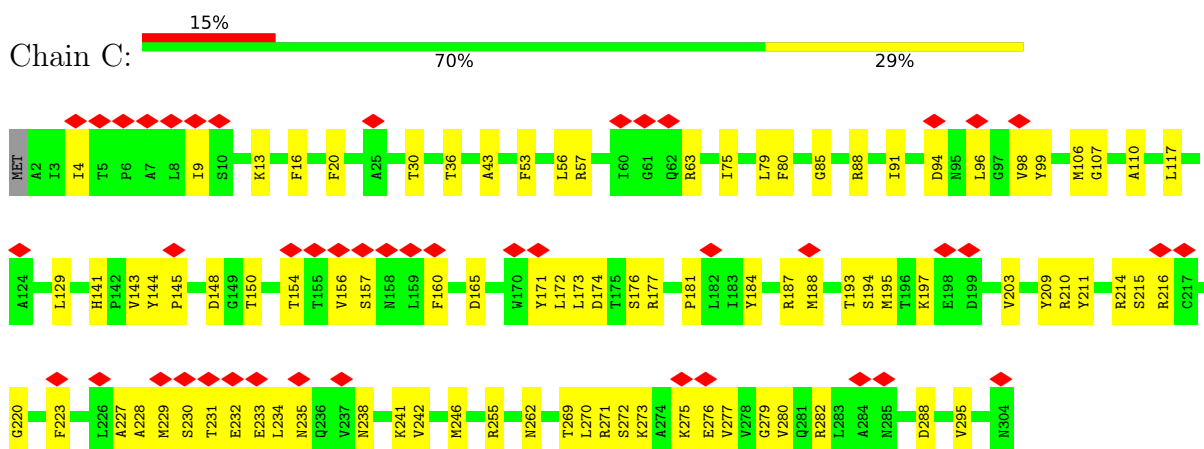 15%
Chain C:
70% 29%
MET A2 I3 I4 T5 P6 A7 L8 I9 S10 K13 F16 F20 A25 T30 T36 A43 F53 L56 R57 I60 G61 Q62 R63 I75 L79 F80 G85 R88 I91 D94 N95 L96 G97 V98 Y99 M106 G107 A110 L117
A124 L129 H141 P142 V143 Y144 P145 D148 G149 T150 T154 T155 V156 S157 N158 L159 F160 D165 W170 Y171 L172 L173 D174 T175 S176 R177 P181 L182 I183 Y184 R187 M188 T193 S194 M195 T196 K197 E198 D199 V203 Y209 R210 Y211 R214 S215 R216 C217
G220 F223 L226 A227 A228 M229 S230 T231 E232 E233 L234 N235 Q236 V237 N238 K241 V242 M246 R255 N262 T269 L270 R271 S272 K273 A274 K275 E276 V277 V278 G279 V280 Q281 R282 L283 A284 N285 D288 V295 N304